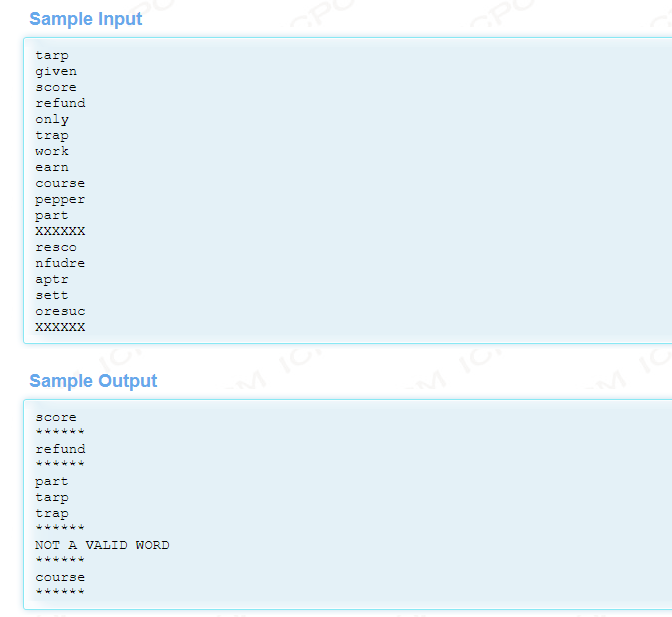 Sample Input
tarp
given
score
refund
only
trap
work
earn
course
pepper
part
XXXXXX
resco
nfudre
aptr
sett
oresuc
XXXXXX
Sample Output
score
******
refund
******
part
tarp
trap
******
NOT A VALID WORD
******
course
******